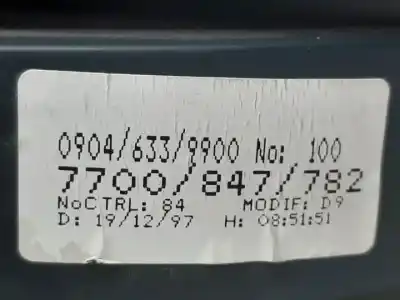 0904/633/9900 No: 100
7700/847/782
NoCTRL: 84 MODIF: D9
D: 19/12/97 H: 08:51:51